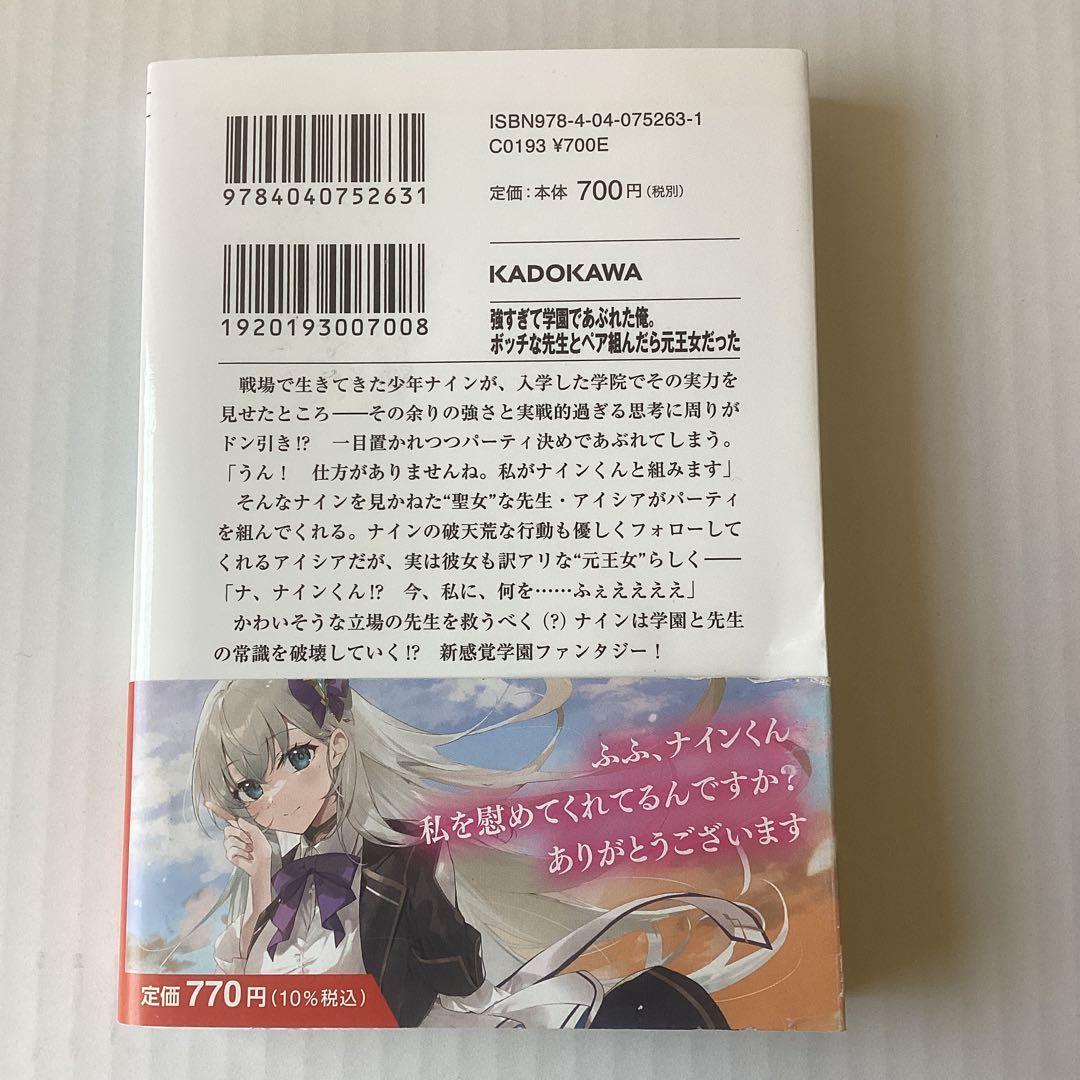 9784040752631
ISBN978-4-04-075263-1
C0193 ¥700E
定価：本体 700円（税別）
1920193007008
KADOKAWA
強すぎて学園であぶれた俺。
ボッチな先生とペア組んだら元王女だった
戦場で生きてきた少年ナインが、入学した学院でその実力を
見せたところ――その余りの強さと実戦的過ぎる思考に周りが
ドン引き!?　一目置かれつつパーティ決めであぶれてしまう。
「うん！　仕方がありませんね。私がナインくんと組みます」
そんなナインを見かねた“聖女”な先生・アイシアがパーティ
を組んでくれる。ナインの破天荒な行動も優しくフォローして
くれるアイシアだが、実は彼女も訳アリな“元王女”らしく――
「ナ、ナインくん!?　今、私に、何を……ふぇえええええ」
かわいそうな立場の先生を救うべく（?）ナインは学園と先生
の常識を破壊していく!?　新感覚学園ファンタジー！
ふふ、ナインくん
私を慰めてくれてるんですか？
ありがとうございます
定価 770円（10％税込）